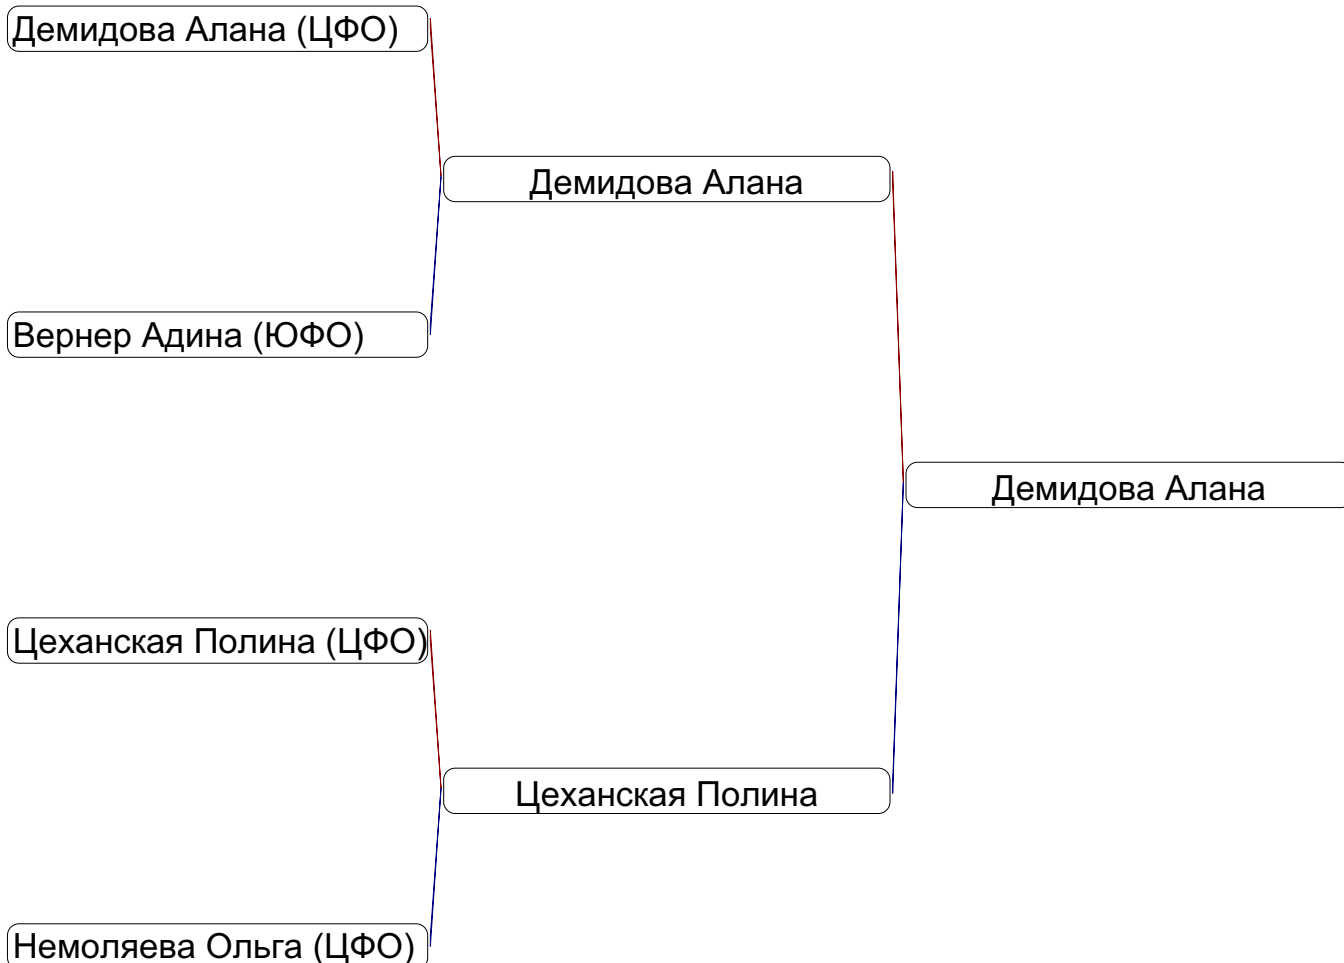 Демидова Алана (ЦФО)
Демидова Алана
Вернер Адина (ЮФО)
Демидова Алана
Цеханская Полина (ЦФО)
Цеханская Полина
Немоляева Ольга (ЦФО)